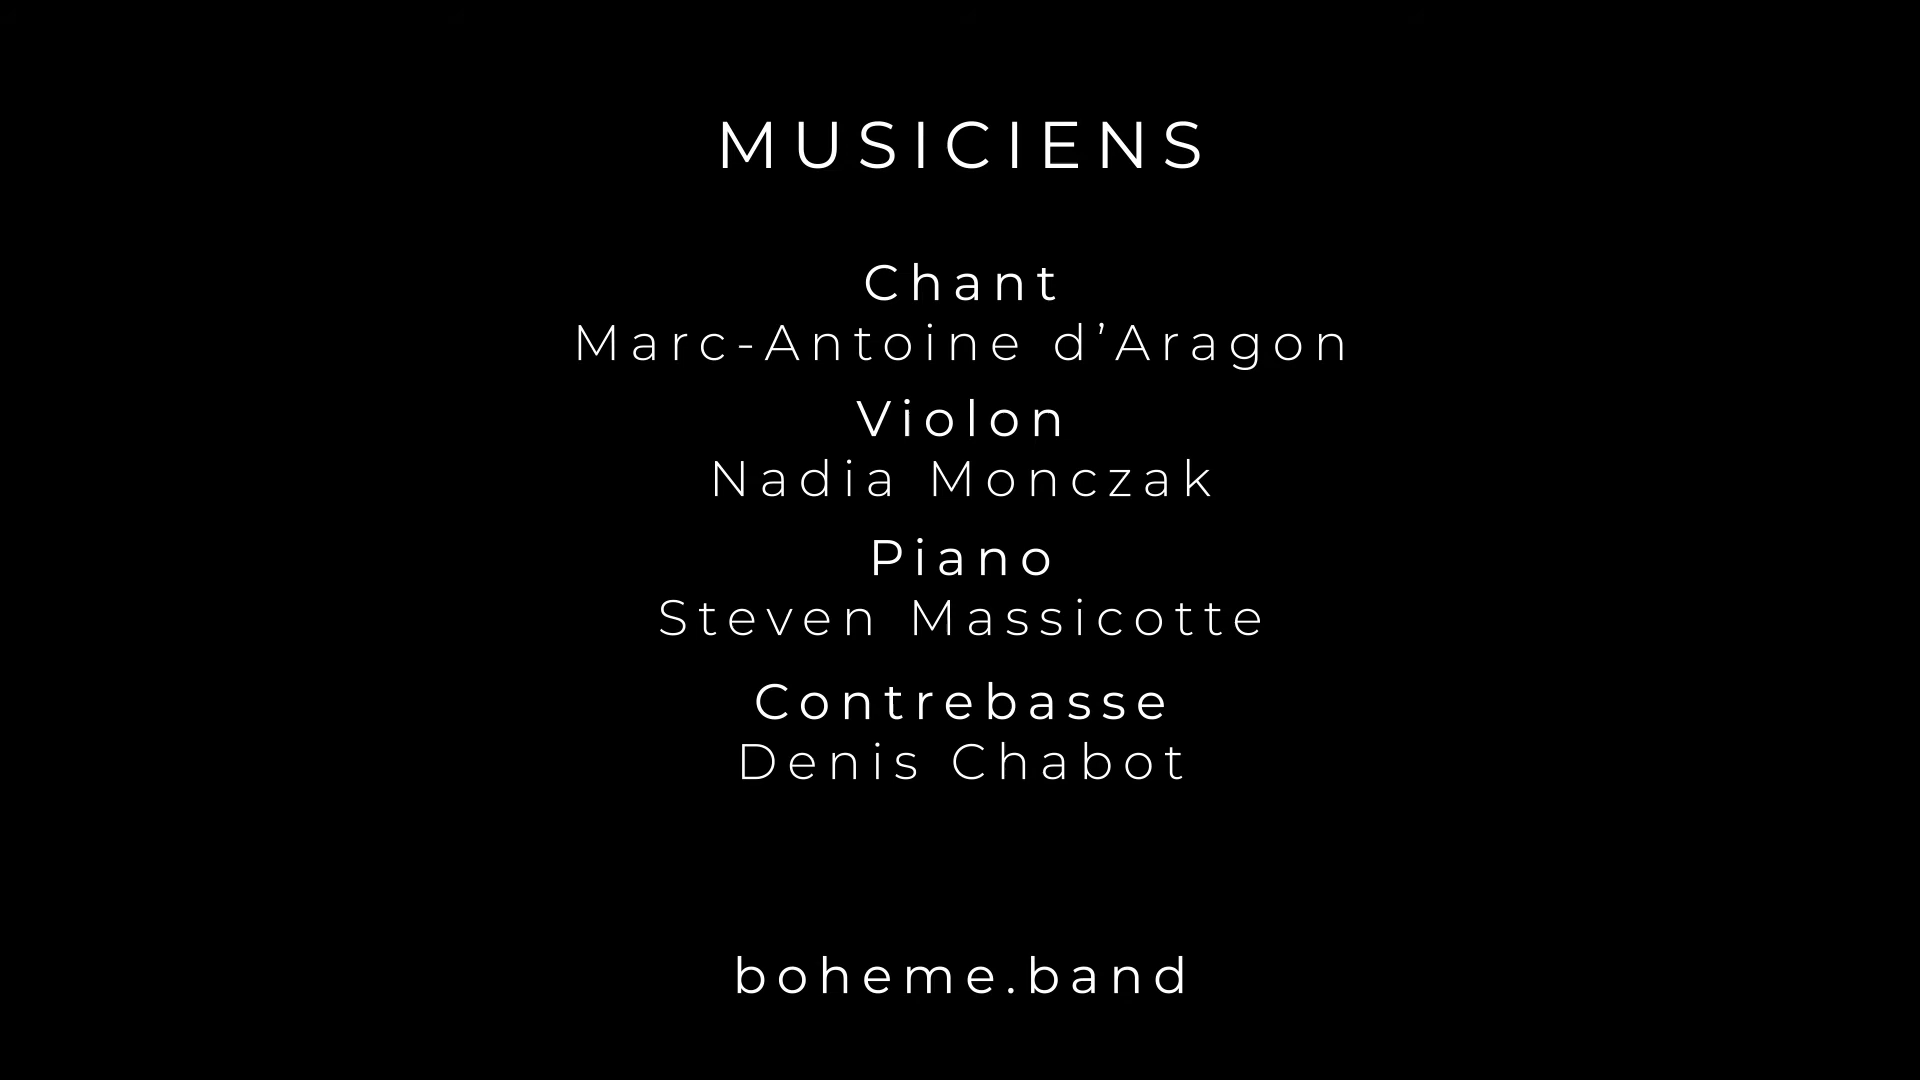 MUSICIENS
Chant
Marc-Antoine d’Aragon
Violon
Nadia Monczak
Piano
Steven Massicotte
Contrebasse
Denis Chabot
boheme.band